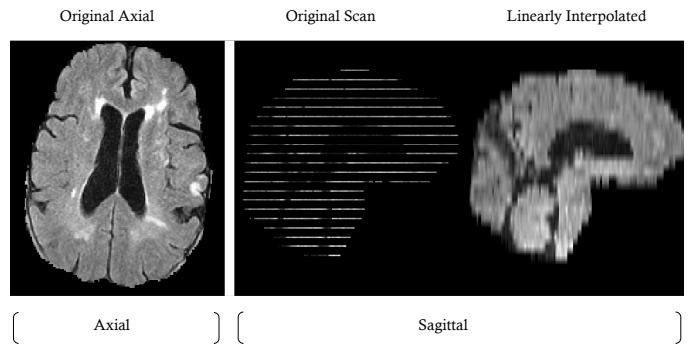 Original Axial
Original Scan
Linearly Interpolated
Axial
Sagittal